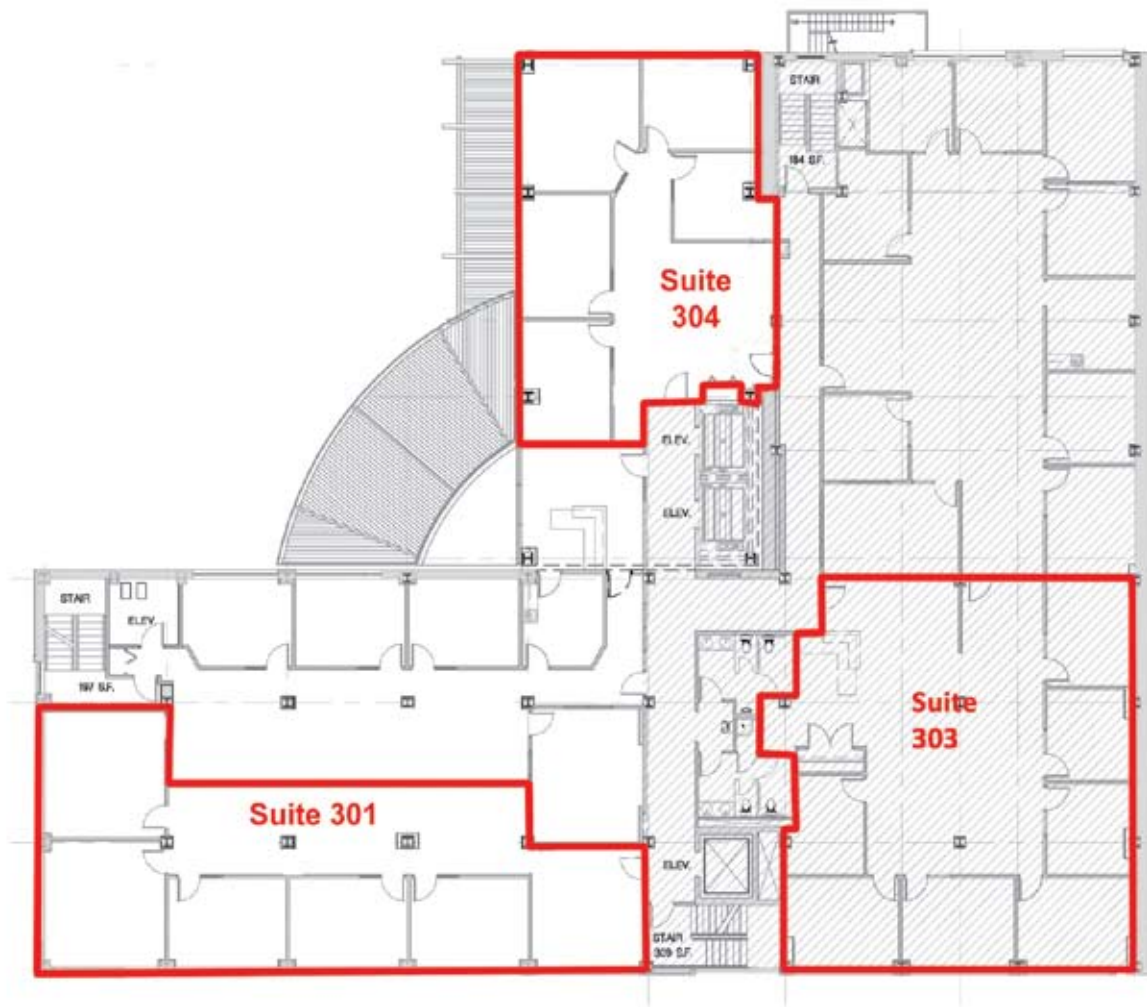 STAIR
184 S.F.
Suite
304
ELEV.
ELEV.
STAIR
ELEV.
197 S.F.
Suite
303
Suite 301
ELEV.
STAIR
309 S.F.